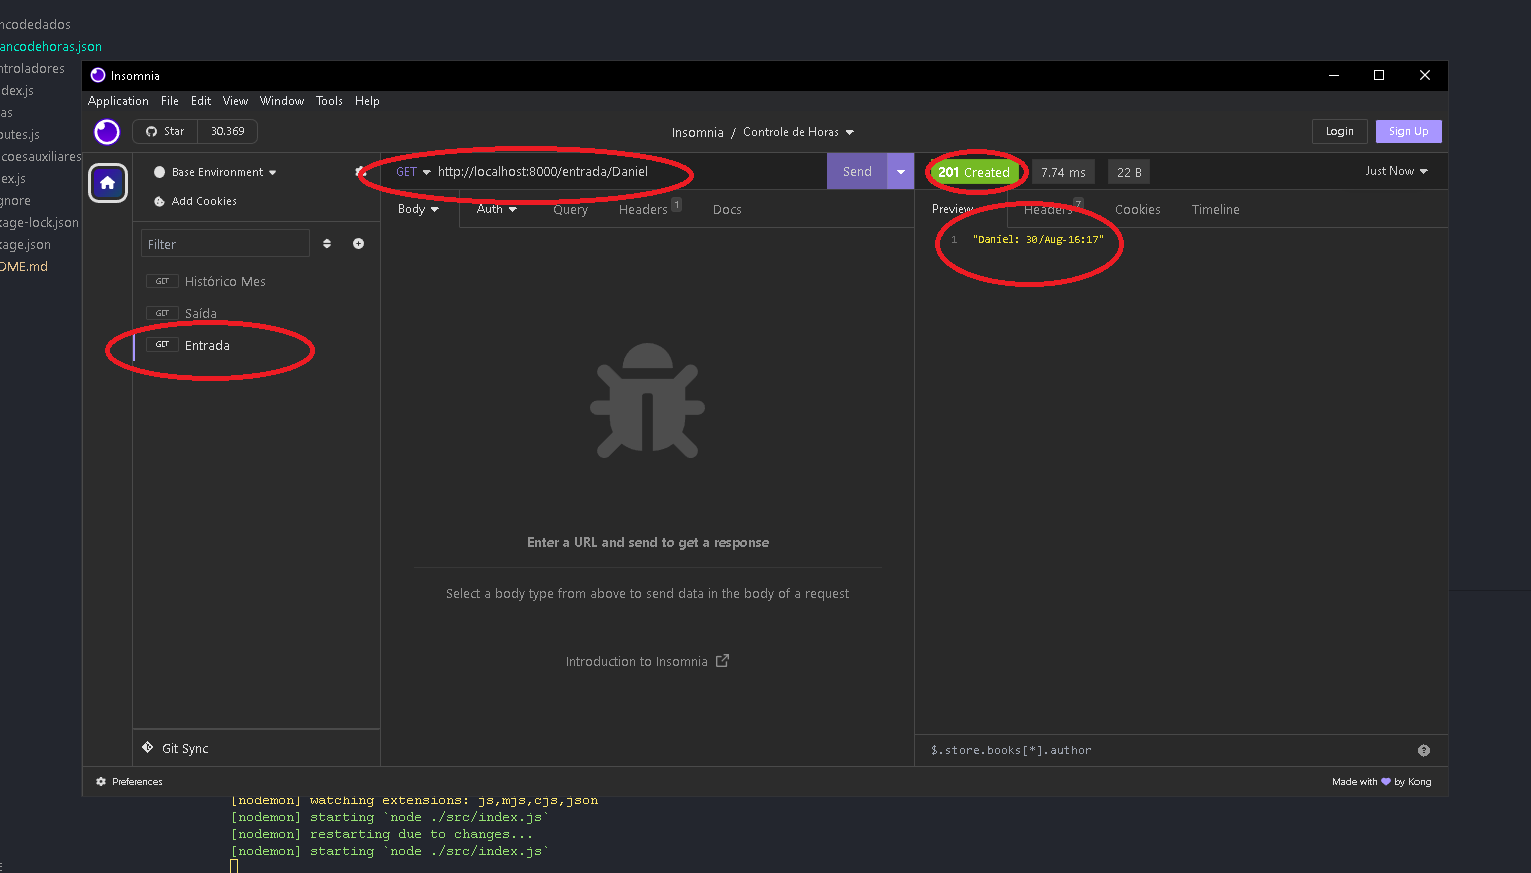 ncodedados
ancodehoras.json
ntroladores
dex.js
as
outes.js
coesauxiliares
ex.js
gnore
kage-lock.json
kage.json
DME.md
Insomnia
Application File Edit View Window Tools Help
Star 30.369
Insomnia / Controle de Horas
Login Sign Up
Base Environment
Add Cookies
Filter
GET Histórico Mes
GET Saída
GET Entrada
Git Sync
GET http://localhost:8000/entrada/Daniel Send
Body Auth Query Headers 1 Docs
Enter a URL and send to get a response
Select a body type from above to send data in the body of a request
Introduction to Insomnia
201 Created 7.74 ms 22 B Just Now
Preview Headers 7 Cookies Timeline
1 "Daniel: 30/Aug-16:17"
$.store.books[*].author
Preferences
Made with by Kong
[nodemon] watching extensions: js,mjs,cjs,json
[nodemon] starting `node ./src/index.js`
[nodemon] restarting due to changes...
[nodemon] starting `node ./src/index.js`